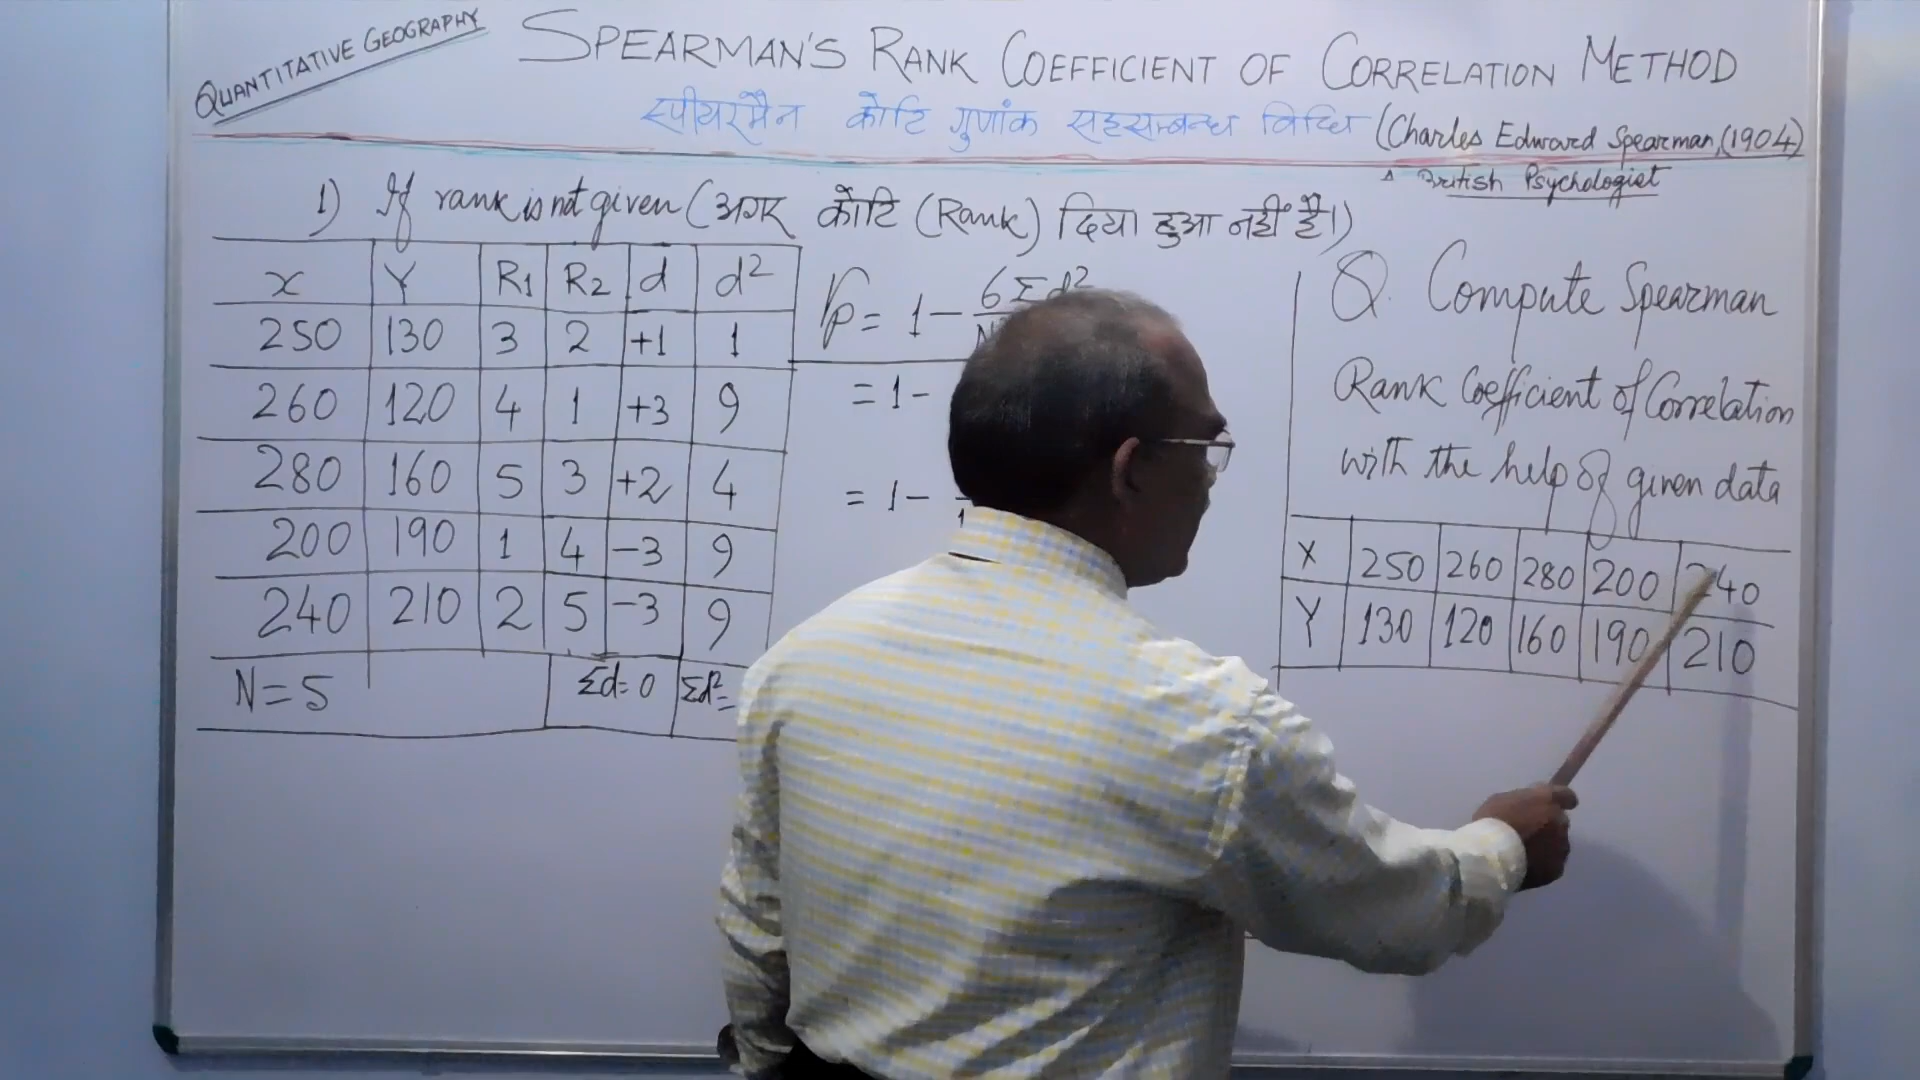 QUANTITATIVE GEOGRAPHY
SPEARMAN'S RANK COEFFICIENT OF CORRELATION METHOD
स्पीयरमैन कोटि गुणांक सहसम्बन्ध विधि (Charles Edward Spearman,(1904)
A British Psychologist
1) If rank is not given (अगर कोटि (Rank) दिया हुआ नहीं है।)
x Y R1 R2 d d²
250 130 3 2 +1 1
260 120 4 1 +3 9
280 160 5 3 +2 4
200 190 1 4 -3 9
240 210 2 5 -3 9
N=5 Σd=0 Σd²=
= 1 - 6Σd²
= 1 -
= 1 -
Q. Compute Spearman
Rank Coefficient of Correlation
with the help of given data
X 250 260 280 200 240
Y 130 120 160 190 210